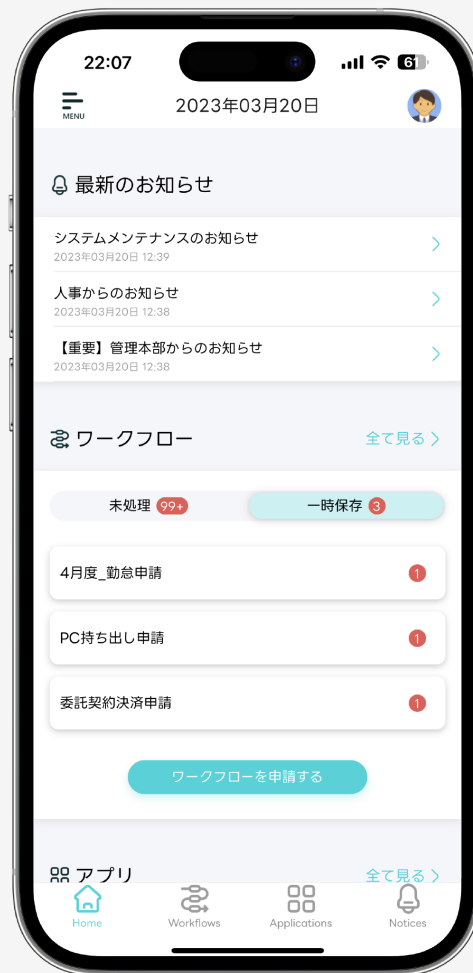 22:07
61
MENU
2023年03月20日
最新のお知らせ
システムメンテナンスのお知らせ
2023年03月20日 12:39
人事からのお知らせ
2023年03月20日 12:38
【重要】管理本部からのお知らせ
2023年03月20日 12:38
ワークフロー
全て見る
未処理 99+
一時保存 3
4月度_勤怠申請 1
PC持ち出し申請 1
委託契約決済申請 1
ワークフローを申請する
アプリ
全て見る
Home
Workflows
Applications
Notices